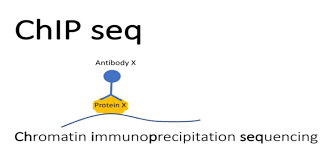 ChIP seq
Antibody X
Protein X
Chromatin immunoprecipitation sequencing